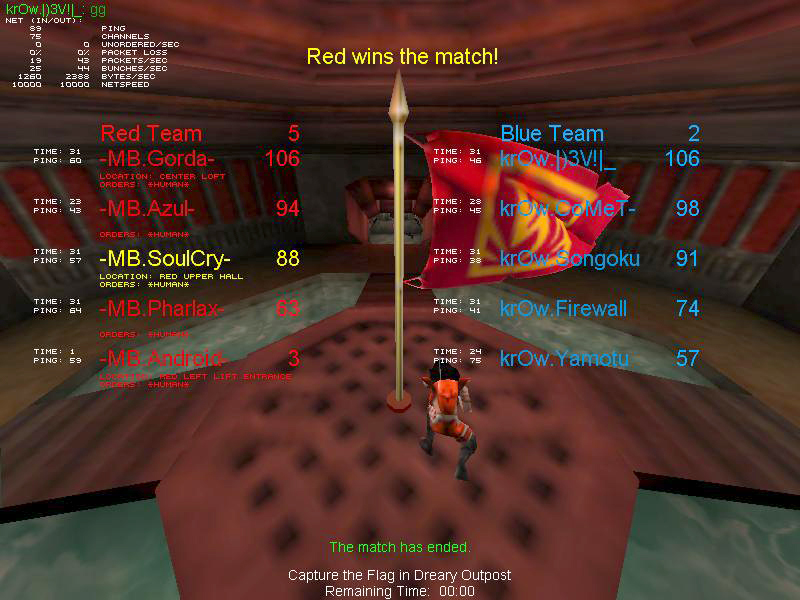 krOw.|)3V!|_: gg
NET (IN/OUT):
89 PING
75 CHANNELS
0 0 UNORDERED/SEC
0% 0% PACKET LOSS
19 43 PACKETS/SEC
25 44 BUNCHES/SEC
1260 2388 BYTES/SEC
10000 10000 NETSPEED
Red wins the match!
Red Team 5
TIME: 31
PING: 60
-MB.Gorda- 106
LOCATION: CENTER LOFT
ORDERS: *HUMAN*
TIME: 23
PING: 43
-MB.Azul- 94
ORDERS: *HUMAN*
TIME: 31
PING: 57
-MB.SoulCry- 88
LOCATION: RED UPPER HALL
ORDERS: *HUMAN*
TIME: 31
PING: 64
-MB.Pharlax- 63
ORDERS: *HUMAN*
TIME: 1
PING: 59
-MB.Android- 3
LOCATION: RED LEFT LIFT ENTRANCE
ORDERS: *HUMAN*
Blue Team 2
TIME: 31
PING: 46
krOw.|)3V!|_ 106
TIME: 28
PING: 45
krOw.CoMeT- 98
TIME: 31
PING: 38
krOw.Songoku 91
TIME: 31
PING: 41
krOw.Firewall 74
TIME: 24
PING: 75
krOw.Yamotu 57
The match has ended.
Capture the Flag in Dreary Outpost
Remaining Time: 00:00